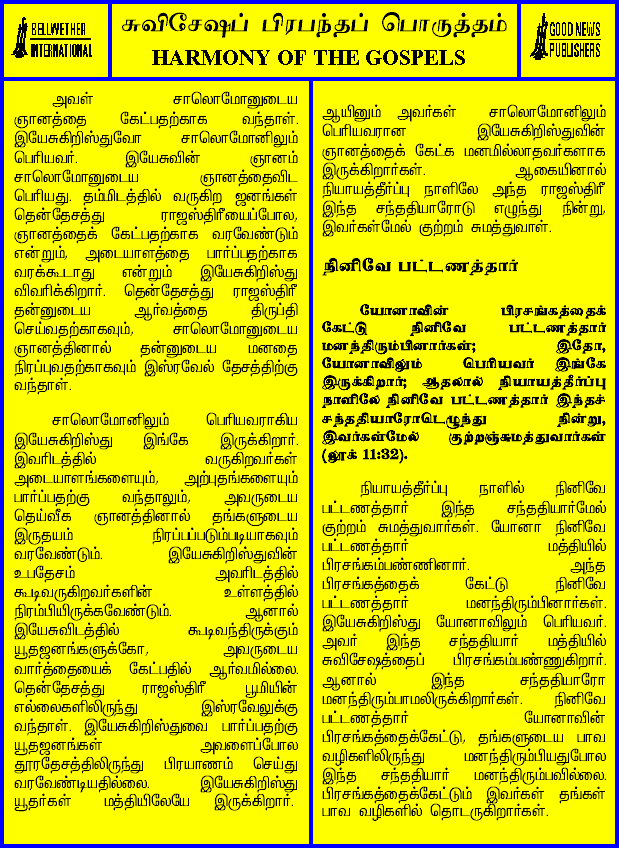 BELLWETHER
INTERNATIONAL
சுவிசேஷப் பிரபந்தப் பொருத்தம்
HARMONY OF THE GOSPELS
GOOD NEWS
PUBLISHERS
அவள் சாலொமோனுடைய
ஞானத்தை கேட்பதற்காக வந்தாள்.
இயேசுகிறிஸ்துவோ சாலொமோனிலும்
பெரியவர். இயேசுவின் ஞானம்
சாலொமோனுடைய ஞானத்தைவிட
பெரியது. தம்மிடத்தில் வருகிற ஜனங்கள்
தென்தேசத்து ராஜஸ்திரீயைப்போல,
ஞானத்தைக் கேட்பதற்காக வரவேண்டும்
என்றும், அடையாளத்தை பார்ப்பதற்காக
வரக்கூடாது என்றும் இயேசுகிறிஸ்து
விவரிக்கிறார். தென்தேசத்து ராஜஸ்திரீ
தன்னுடைய ஆர்வத்தை திருப்தி
செய்வதற்காகவும், சாலொமோனுடைய
ஞானத்தினால் தன்னுடைய மனதை
நிரப்புவதற்காகவும் இஸ்ரவேல் தேசத்திற்கு
வந்தாள்.
சாலொமோனிலும் பெரியவராகிய
இயேசுகிறிஸ்து இங்கே இருக்கிறார்.
இவரிடத்தில் வருகிறவர்கள்
அடையாளங்களையும், அற்புதங்களையும்
பார்ப்பதற்கு வந்தாலும், அவருடைய
தெய்வீக ஞானத்தினால் தங்களுடைய
இருதயம் நிரப்பப்படும்படியாகவும்
வரவேண்டும். இயேசுகிறிஸ்துவின்
உபதேசம் அவரிடத்தில்
கூடிவருகிறவர்களின் உள்ளத்தில்
நிரம்பியிருக்கவேண்டும். ஆனால்
இயேசுவிடத்தில் கூடிவந்திருக்கும்
யூதஜனங்களுக்கோ, அவருடைய
வார்த்தையைக் கேட்பதில் ஆர்வமில்லை.
தென்தேசத்து ராஜஸ்திரீ பூமியின்
எல்லைகளிலிருந்து இஸ்ரவேலுக்கு
வந்தாள். இயேசுகிறிஸ்துவை பார்ப்பதற்கு
யூதஜனங்கள் அவளைப்போல
தூரதேசத்திலிருந்து பிரயாணம் செய்து
வரவேண்டியதில்லை. இயேசுகிறிஸ்து
யூதர்கள் மத்தியிலேயே இருக்கிறார்.
ஆயினும் அவர்கள் சாலொமோனிலும்
பெரியவரான இயேசுகிறிஸ்துவின்
ஞானத்தைக் கேட்க மனமில்லாதவர்களாக
இருக்கிறார்கள். ஆகையினால்
நியாயத்தீர்ப்பு நாளிலே அந்த ராஜஸ்திரீ
இந்த சந்ததியாரோடு எழுந்து நின்று,
இவர்கள்மேல் குற்றம் சுமத்துவாள்.
நினிவே பட்டணத்தார்
யோனாவின் பிரசங்கத்தைக்
கேட்டு நினிவே பட்டணத்தார்
மனந்திரும்பினார்கள்; இதோ,
யோனாவிலும் பெரியவர் இங்கே
இருக்கிறார்; ஆதலால் நியாயத்தீர்ப்பு
நாளிலே நினிவே பட்டணத்தார் இந்தச்
சந்ததியாரோடெழுந்து நின்று,
இவர்கள்மேல் குற்றஞ்சுமத்துவார்கள்
(லூக் 11:32).
நியாயத்தீர்ப்பு நாளில் நினிவே
பட்டணத்தார் இந்த சந்ததியார்மேல்
குற்றம் சுமத்துவார்கள். யோனா நினிவே
பட்டணத்தார் மத்தியில்
பிரசங்கம்பண்ணினார். அந்த
பிரசங்கத்தைக் கேட்டு நினிவே
பட்டணத்தார் மனந்திரும்பினார்கள்.
இயேசுகிறிஸ்து யோனாவிலும் பெரியவர்.
அவர் இந்த சந்ததியார் மத்தியில்
சுவிசேஷத்தைப் பிரசங்கம்பண்ணுகிறார்.
ஆனால் இந்த சந்ததியாரோ
மனந்திரும்பாமலிருக்கிறார்கள். நினிவே
பட்டணத்தார் யோனாவின்
பிரசங்கத்தைக்கேட்டு, தங்களுடைய பாவ
வழிகளிலிருந்து மனந்திரும்பியதுபோல
இந்த சந்ததியார் மனந்திரும்பவில்லை.
பிரசங்கத்தைக்கேட்டும் இவர்கள் தங்கள்
பாவ வழிகளில் தொடருகிறார்கள்.